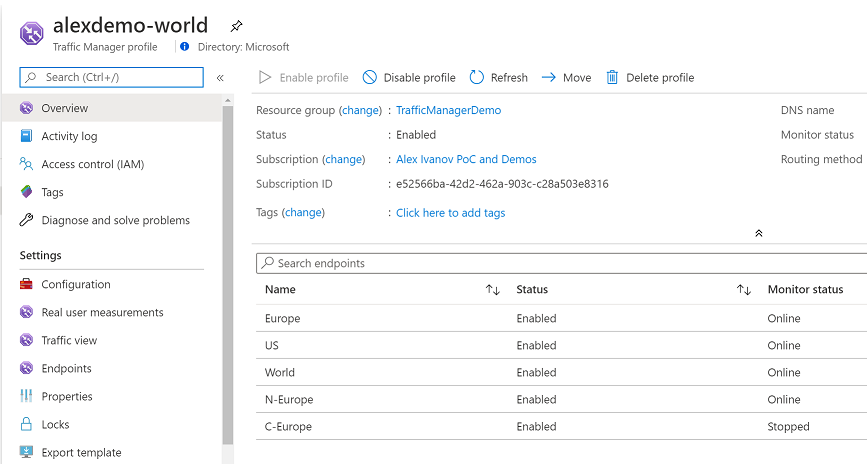 alexdemo-world
Traffic Manager profile
Directory: Microsoft
Search (Ctrl+/)
«
Overview
Activity log
Access control (IAM)
Tags
Diagnose and solve problems
Settings
Configuration
Real user measurements
Traffic view
Endpoints
Properties
Locks
Export template
Enable profile Disable profile Refresh Move Delete profile
Resource group (change) : TrafficManagerDemo DNS name
Status : Enabled Monitor status
Subscription (change) : Alex Ivanov PoC and Demos Routing method
Subscription ID : e52566ba-42d2-462a-903c-c28a503e8316
Tags (change) : Click here to add tags
Search endpoints
Name Status Monitor status
Europe Enabled Online
US Enabled Online
World Enabled Online
N-Europe Enabled Online
C-Europe Enabled Stopped